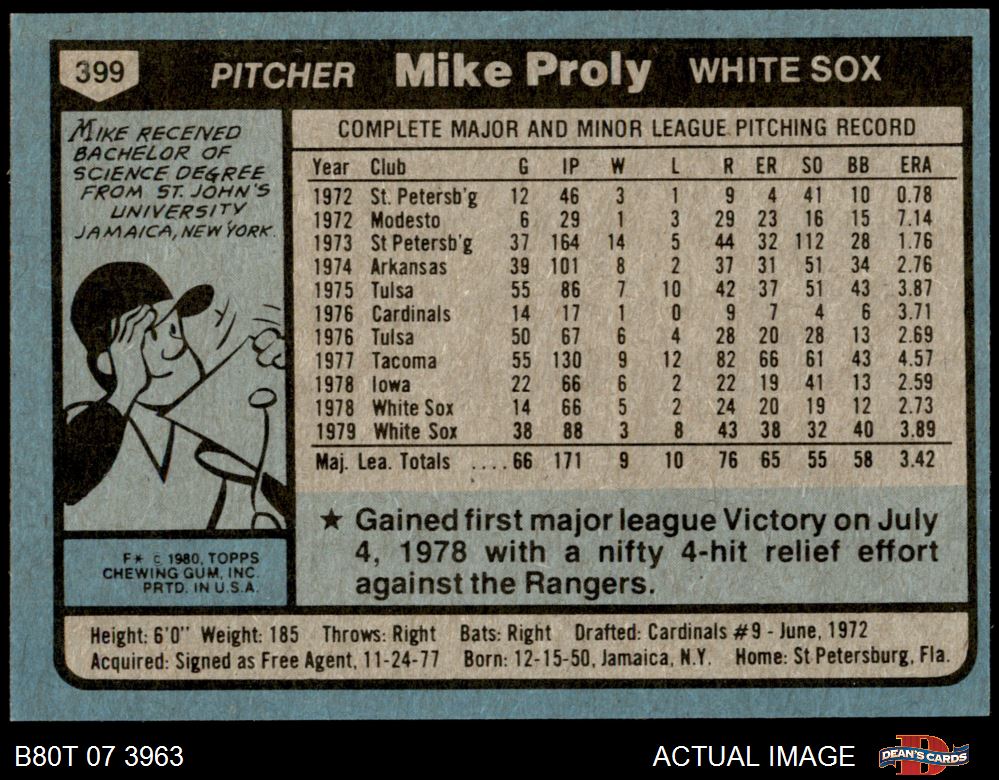 399 PITCHER Mike Proly WHITE SOX
MIKE RECEIVED
BACHELOR OF
SCIENCE DEGREE
FROM ST. JOHN'S
UNIVERSITY
JAMAICA, NEW YORK.
COMPLETE MAJOR AND MINOR LEAGUE PITCHING RECORD
Year Club G IP W L R ER SO BB ERA
1972 St. Petersb'g 12 46 3 1 9 4 41 10 0.78
1972 Modesto 6 29 1 3 29 23 16 15 7.14
1973 St Petersb'g 37 164 14 5 44 32 112 28 1.76
1974 Arkansas 39 101 8 2 37 31 51 34 2.76
1975 Tulsa 55 86 7 10 42 37 51 43 3.87
1976 Cardinals 14 17 1 0 9 7 4 6 3.71
1976 Tulsa 50 67 6 4 28 20 28 13 2.69
1977 Tacoma 55 130 9 12 82 66 61 43 4.57
1978 Iowa 22 66 6 2 22 19 41 13 2.59
1978 White Sox 14 66 5 2 24 20 19 12 2.73
1979 White Sox 38 88 3 8 43 38 32 40 3.89
Maj. Lea. Totals ....66 171 9 10 76 65 55 58 3.42
★ Gained first major league Victory on July
4, 1978 with a nifty 4-hit relief effort
against the Rangers.
F* © 1980, TOPPS
CHEWING GUM, INC.
PRTD. IN U.S.A.
Height: 6'0" Weight: 185 Throws: Right Bats: Right Drafted: Cardinals #9 - June, 1972
Acquired: Signed as Free Agent, 11-24-77 Born: 12-15-50, Jamaica, N.Y. Home: St Petersburg, Fla.
B80T 07 3963 ACTUAL IMAGE DEAN'S CARDS